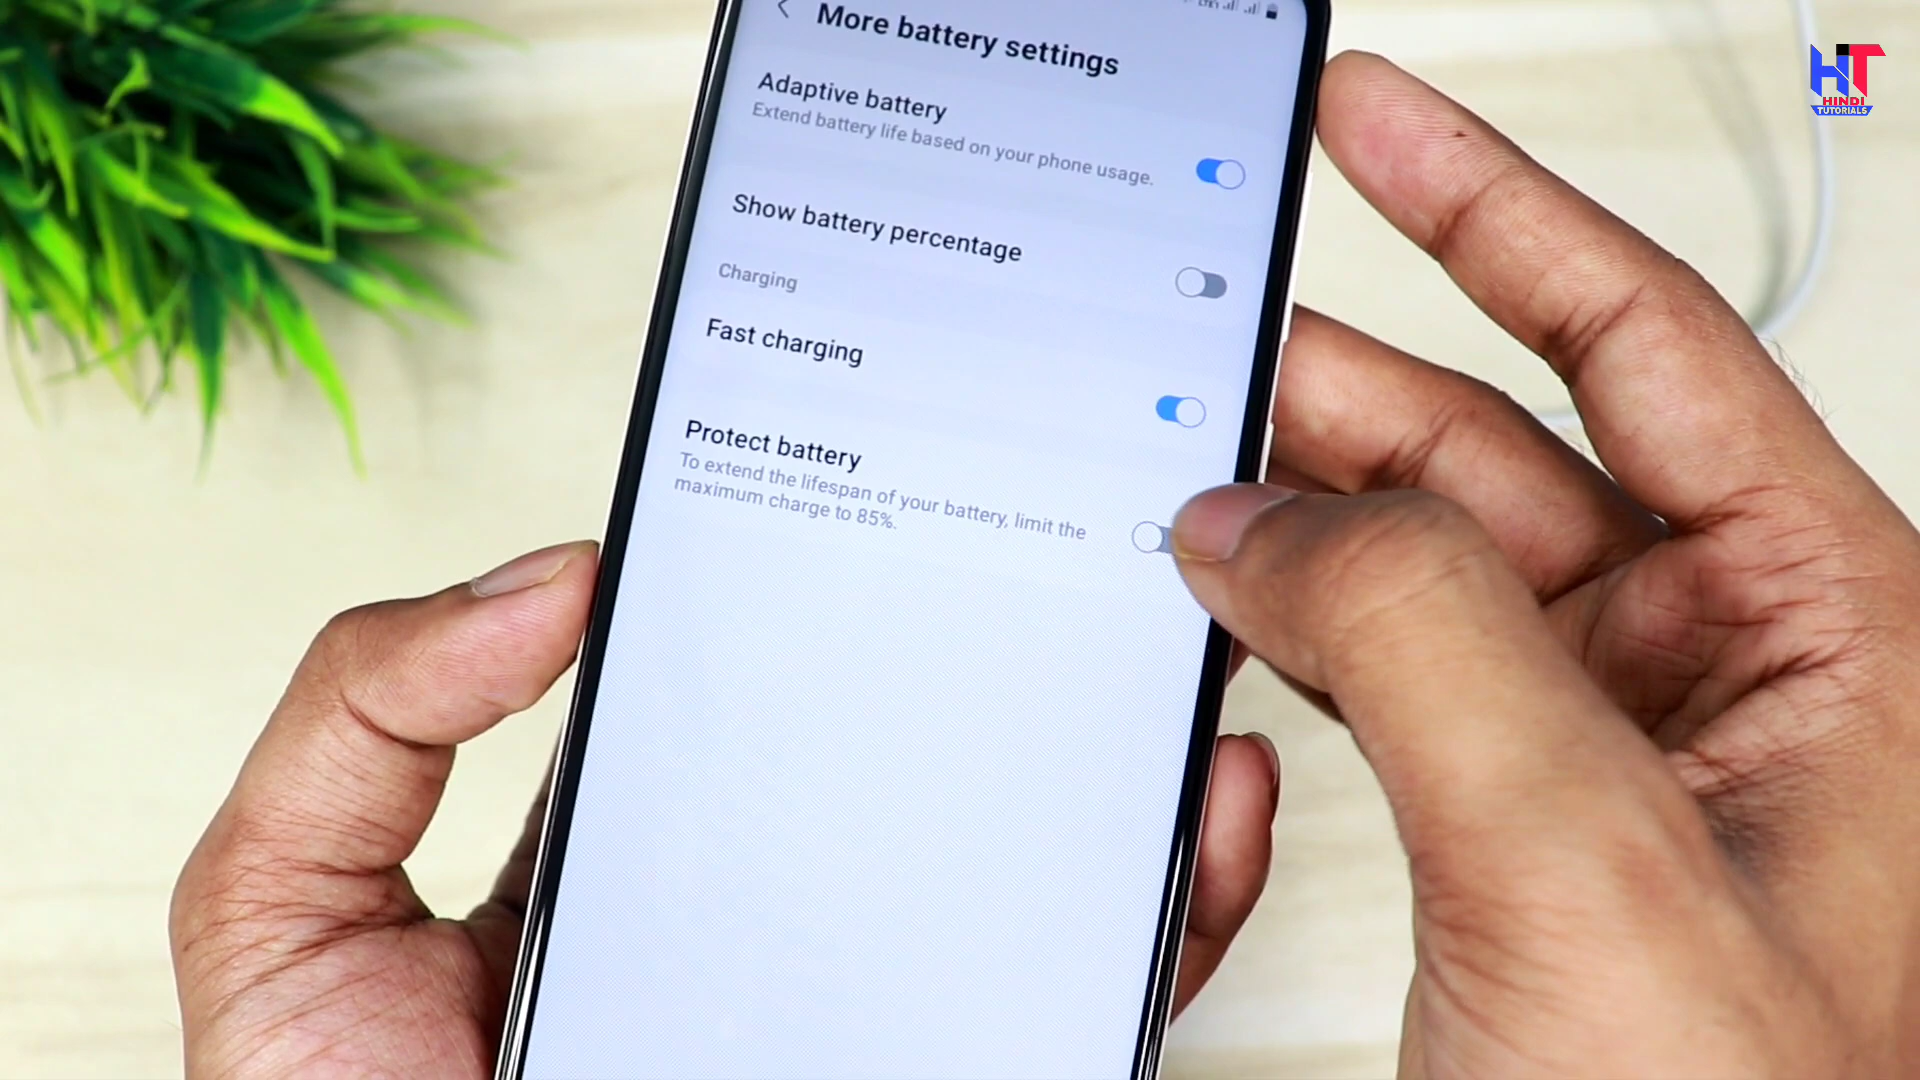 More battery settings
Adaptive battery
Extend battery life based on your phone usage.
Show battery percentage
Charging
Fast charging
Protect battery
To extend the lifespan of your battery, limit the
maximum charge to 85%.
HT
HINDI
TUTORIALS